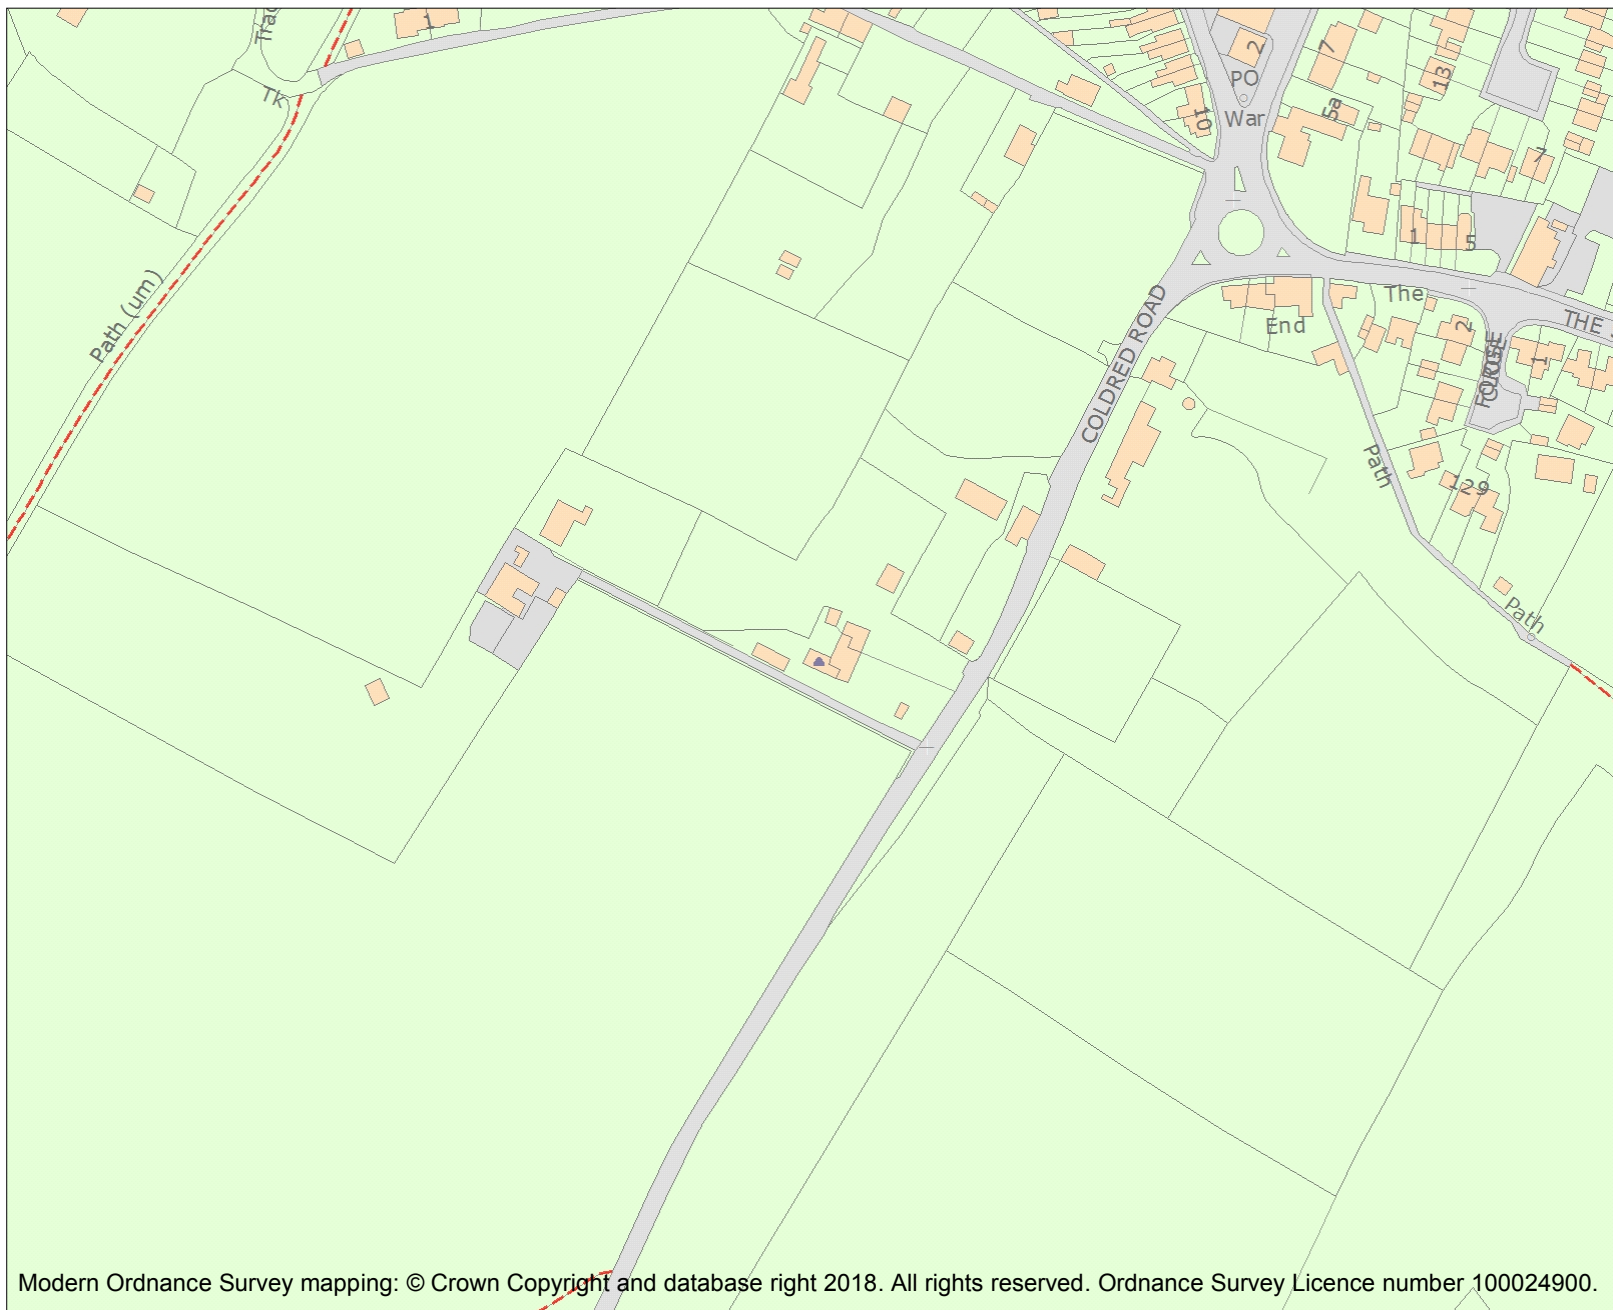 Trac
1
Tk
2
PO
War
10
7
5a
13
7
1
5
The
End
THE
2
1
CLOSE
COLDRED ROAD
Path (um)
Path
129
Path
Modern Ordnance Survey mapping: © Crown Copyright and database right 2018. All rights reserved. Ordnance Survey Licence number 100024900.